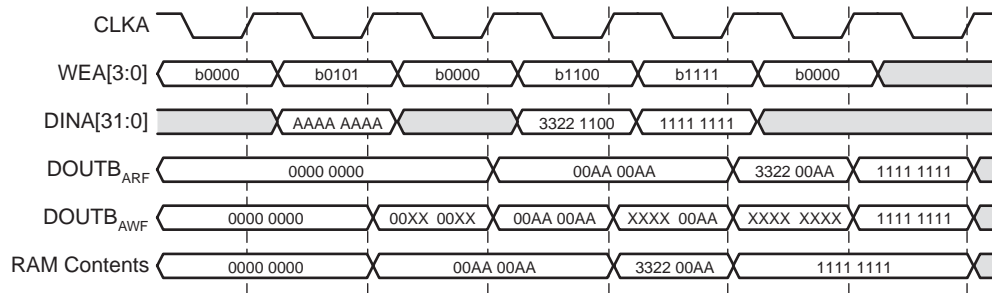 CLKA
WEA[3:0] b0000 b0101 b0000 b1100 b1111 b0000
DINA[31:0] AAAA AAAA 3322 1100 1111 1111
DOUTB_ARF 0000 0000 00AA 00AA 3322 00AA 1111 1111
DOUTB_AWF 0000 0000 00XX 00XX 00AA 00AA XXXX 00AA XXXX XXXX 1111 1111
RAM Contents 0000 0000 00AA 00AA 3322 00AA 1111 1111